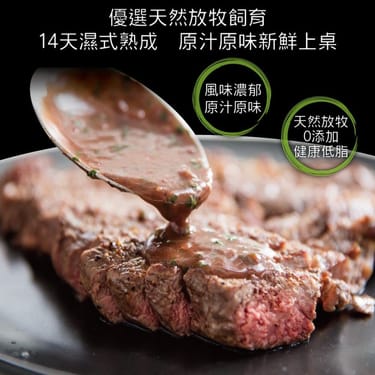 優選天然放牧飼育
14天濕式熟成　原汁原味新鮮上桌
風味濃郁
原汁原味
天然放牧
0添加
健康低脂